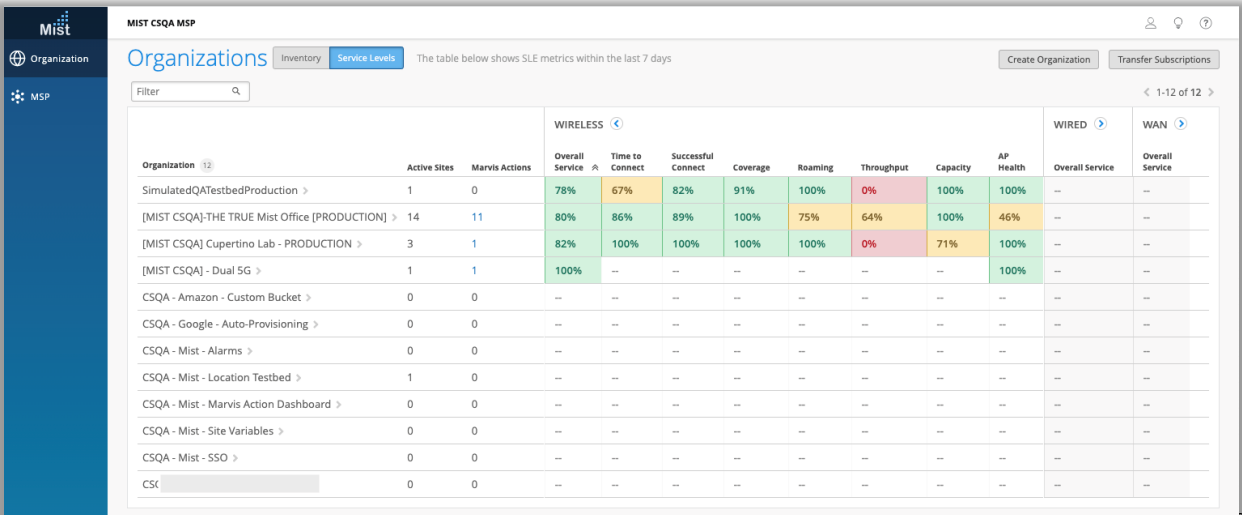 Mist
MIST CSQA MSP
?
Organization
MSP
Organizations Inventory Service Levels The table below shows SLE metrics within the last 7 days Create Organization Transfer Subscriptions
Filter
< 1-12 of 12 >
WIRELESS < WIRED > WAN >
Organization 12 Active Sites Marvis Actions Overall Service Time to Connect Successful Connect Coverage Roaming Throughput Capacity AP Health Overall Service Overall Service
SimulatedQATestbedProduction > 1 0 78% 67% 82% 91% 100% 0% 100% 100% -- --
[MIST CSQA]-THE TRUE Mist Office [PRODUCTION] > 14 11 80% 86% 89% 100% 75% 64% 100% 46% -- --
[MIST CSQA] Cupertino Lab - PRODUCTION > 3 1 82% 100% 100% 100% 100% 0% 71% 100% -- --
[MIST CSQA] - Dual 5G > 1 1 100% -- -- -- -- -- -- 100% -- --
CSQA - Amazon - Custom Bucket > 0 0 -- -- -- -- -- -- -- -- -- --
CSQA - Google - Auto-Provisioning > 0 0 -- -- -- -- -- -- -- -- -- --
CSQA - Mist - Alarms > 0 0 -- -- -- -- -- -- -- -- -- --
CSQA - Mist - Location Testbed > 1 0 -- -- -- -- -- -- -- -- -- --
CSQA - Mist - Marvis Action Dashboard > 0 0 -- -- -- -- -- -- -- -- -- --
CSQA - Mist - Site Variables > 0 0 -- -- -- -- -- -- -- -- -- --
CSQA - Mist - SSO > 0 0 -- -- -- -- -- -- -- -- -- --
0 0 -- -- -- -- -- -- -- -- -- --